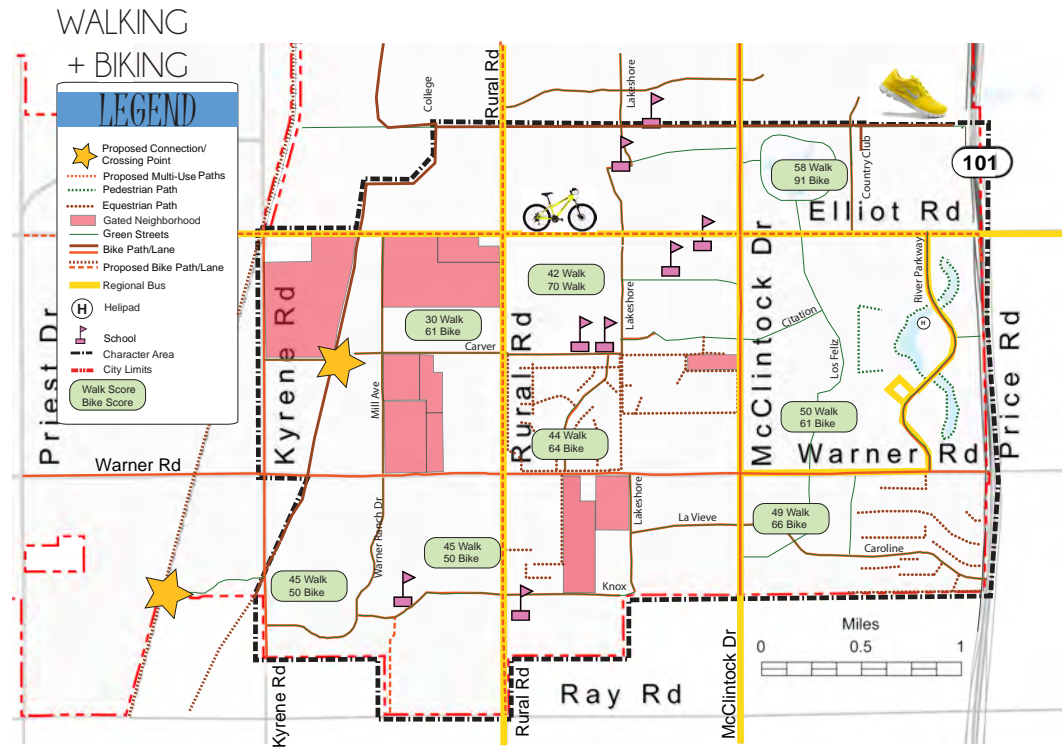 WALKING
+ BIKING
LEGEND
Proposed Connection/
Crossing Point
Proposed Multi-Use Paths
Pedestrian Path
Equestrian Path
Gated Neighborhood
Green Streets
Bike Path/Lane
Proposed Bike Path/Lane
Regional Bus
H
Helipad
School
Character Area
City Limits
Walk Score
Bike Score
College
Rural Rd
Lakeshore
101
58 Walk
91 Bike
Country Club
Elliot Rd
42 Walk
70 Walk
McClintock Dr
River Parkway
H
Priest Dr
Kyrene Rd
30 Walk
61 Bike
Carver
Rural Rd
Lakeshore
Citation
Los Feliz
Price Rd
Mill Ave
50 Walk
61 Bike
44 Walk
64 Bike
Warner Rd
Warner Rd
Warner Ranch Dr
Lakeshore
La Vieve
49 Walk
66 Bike
Caroline
45 Walk
50 Bike
45 Walk
50 Bike
Knox
Miles
0 0.5 1
Kyrene Rd
Rural Rd
Ray Rd
McClintock Dr